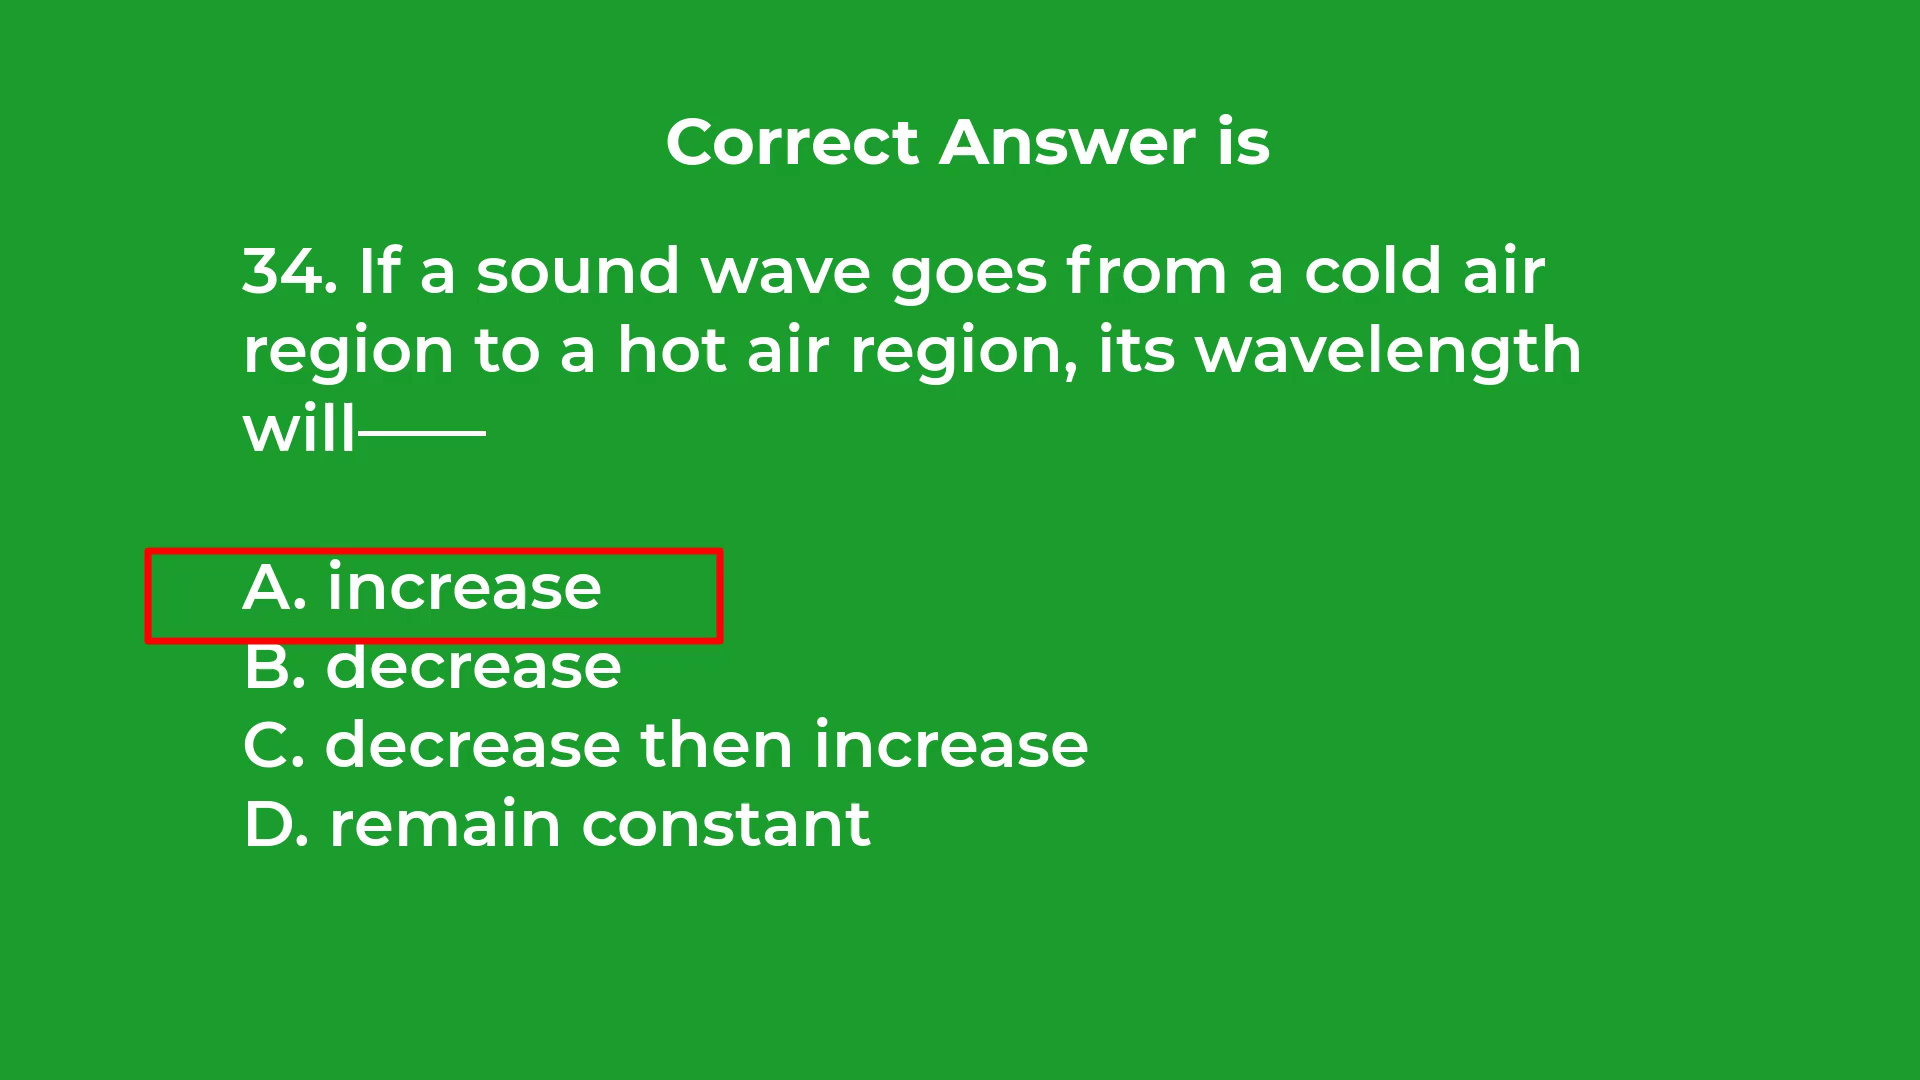 Correct Answer is
34. If a sound wave goes from a cold air
region to a hot air region, its wavelength
will——
A. increase
B. decrease
C. decrease then increase
D. remain constant